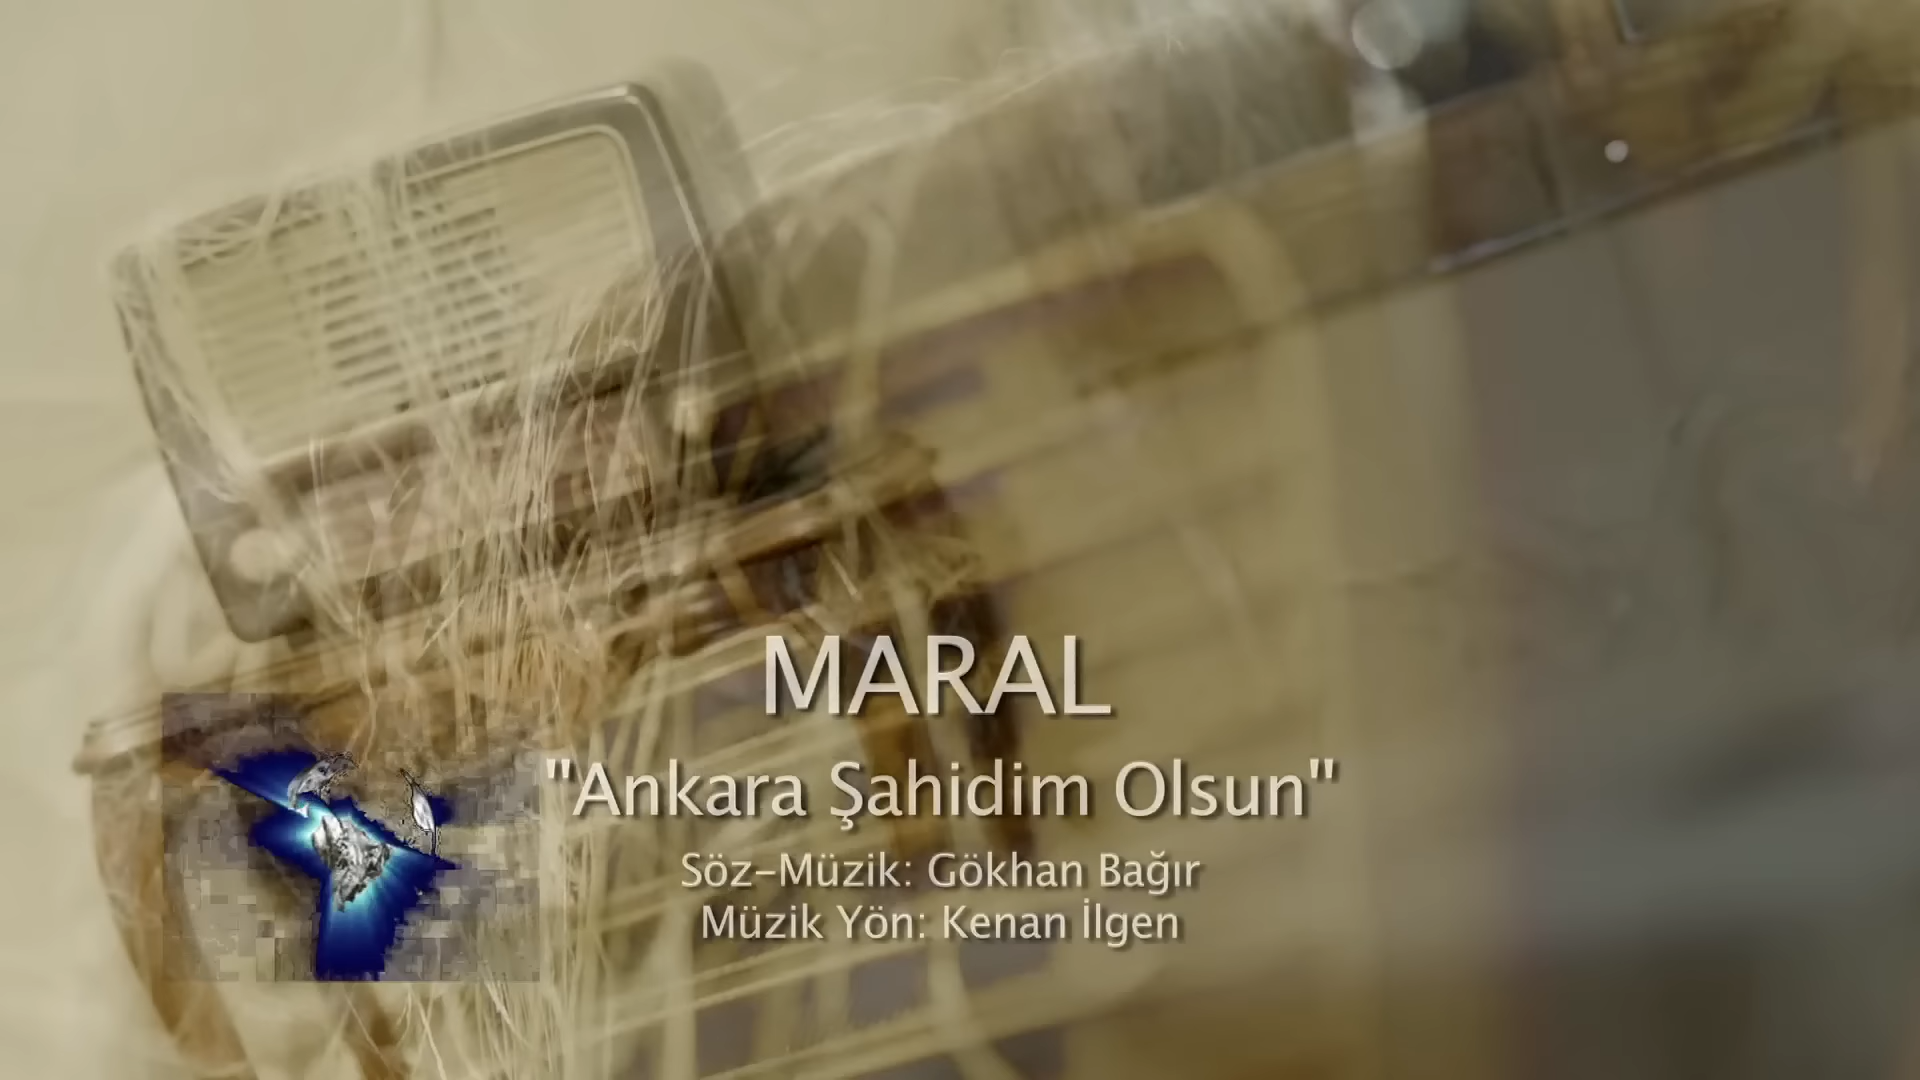 MARAL
"Ankara Şahidim Olsun"
Söz-Müzik: Gökhan Bağır
Müzik Yön: Kenan İlgen